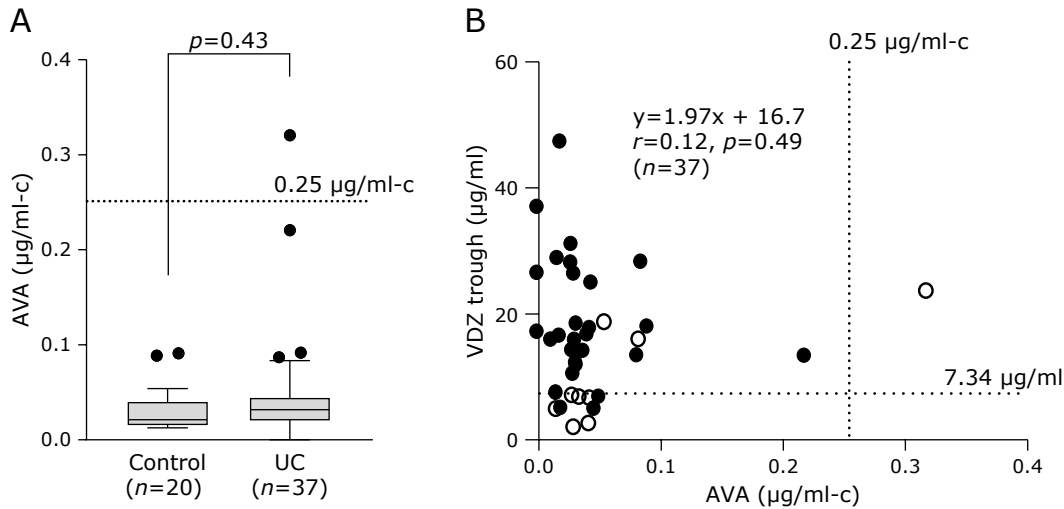 A
p=0.43
0.4
0.3
0.2
0.1
0.0
AVA (µg/ml-c)
0.25 µg/ml-c
Control
(n=20)
UC
(n=37)
B
0.25 µg/ml-c
60
40
20
0
VDZ trough (µg/ml)
y=1.97x + 16.7
r=0.12, p=0.49
(n=37)
7.34 µg/ml
0.0
0.1
0.2
0.3
0.4
AVA (µg/ml-c)